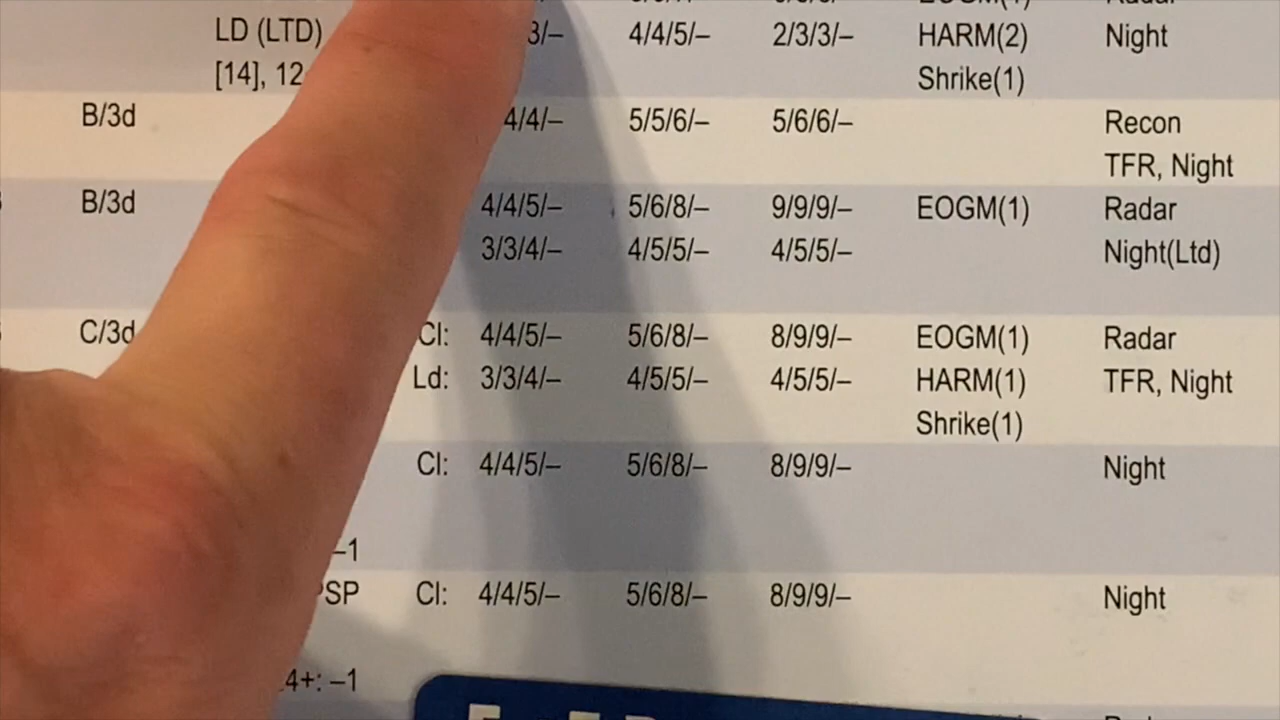 LD (LTD) 3/– 4/4/5/– 2/3/3/– HARM(2) Night
[14], 12 Shrike(1)
B/3d 4/4/– 5/5/6/– 5/6/6/– Recon
TFR, Night
B/3d 4/4/5/– 5/6/8/– 9/9/9/– EOGM(1) Radar
3/3/4/– 4/5/5/– 4/5/5/– Night(Ltd)
C/3d Cl: 4/4/5/– 5/6/8/– 8/9/9/– EOGM(1) Radar
Ld: 3/3/4/– 4/5/5/– 4/5/5/– HARM(1) TFR, Night
Shrike(1)
Cl: 4/4/5/– 5/6/8/– 8/9/9/– Night
–1
PSP Cl: 4/4/5/– 5/6/8/– 8/9/9/– Night
4+: –1